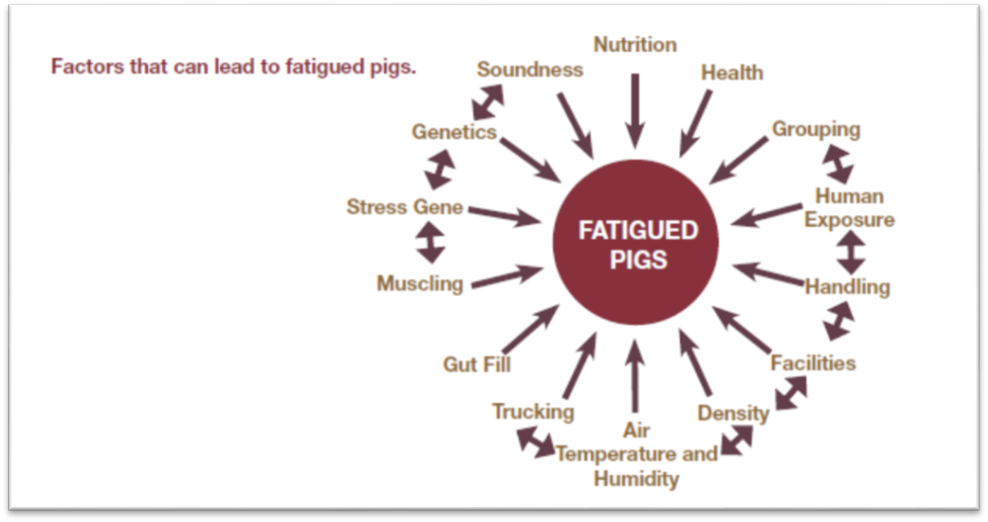 Factors that can lead to fatigued pigs.
Nutrition
Soundness
Health
Genetics
Grouping
Stress Gene
Human
Exposure
FATIGUED
PIGS
Muscling
Handling
Gut Fill
Facilities
Trucking
Density
Air
Temperature and
Humidity